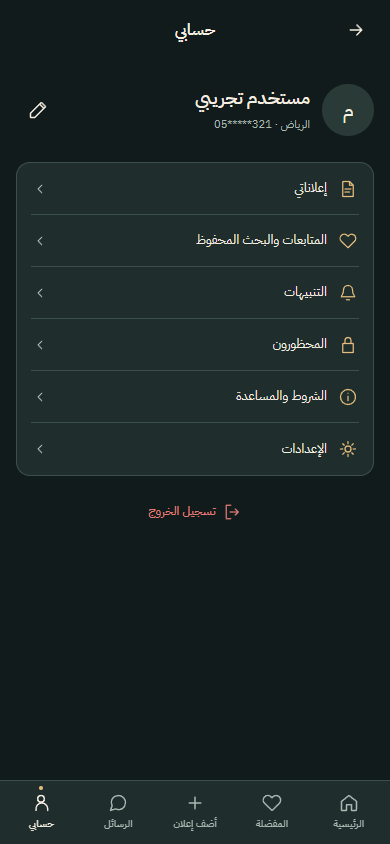 حسابي
مستخدم تجريبي
م
الرياض · 321*****05
إعلاناتي
المتابعات والبحث المحفوظ
التنبيهات
المحظورون
الشروط والمساعدة
الإعدادات
تسجيل الخروج
الرئيسية
المفضلة
أضف إعلان
الرسائل
حسابي